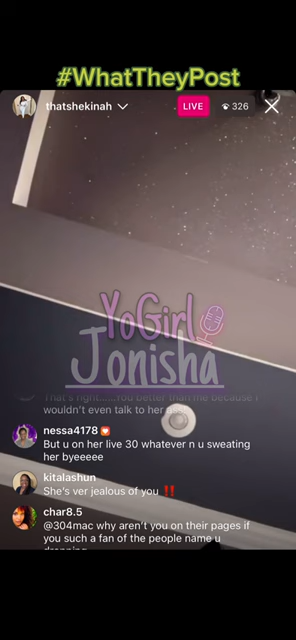 #WhatTheyPost
thatshekinah
LIVE
326
YoGirl
Jonisha
That's right......You better than me because I
wouldn't even talk to her asst
nessa4178
But u on her live 30 whatever n u sweating
her byeeeee
kitalashun
She's ver jealous of you ‼️
char8.5
@304mac why aren't you on their pages if
you such a fan of the people name u